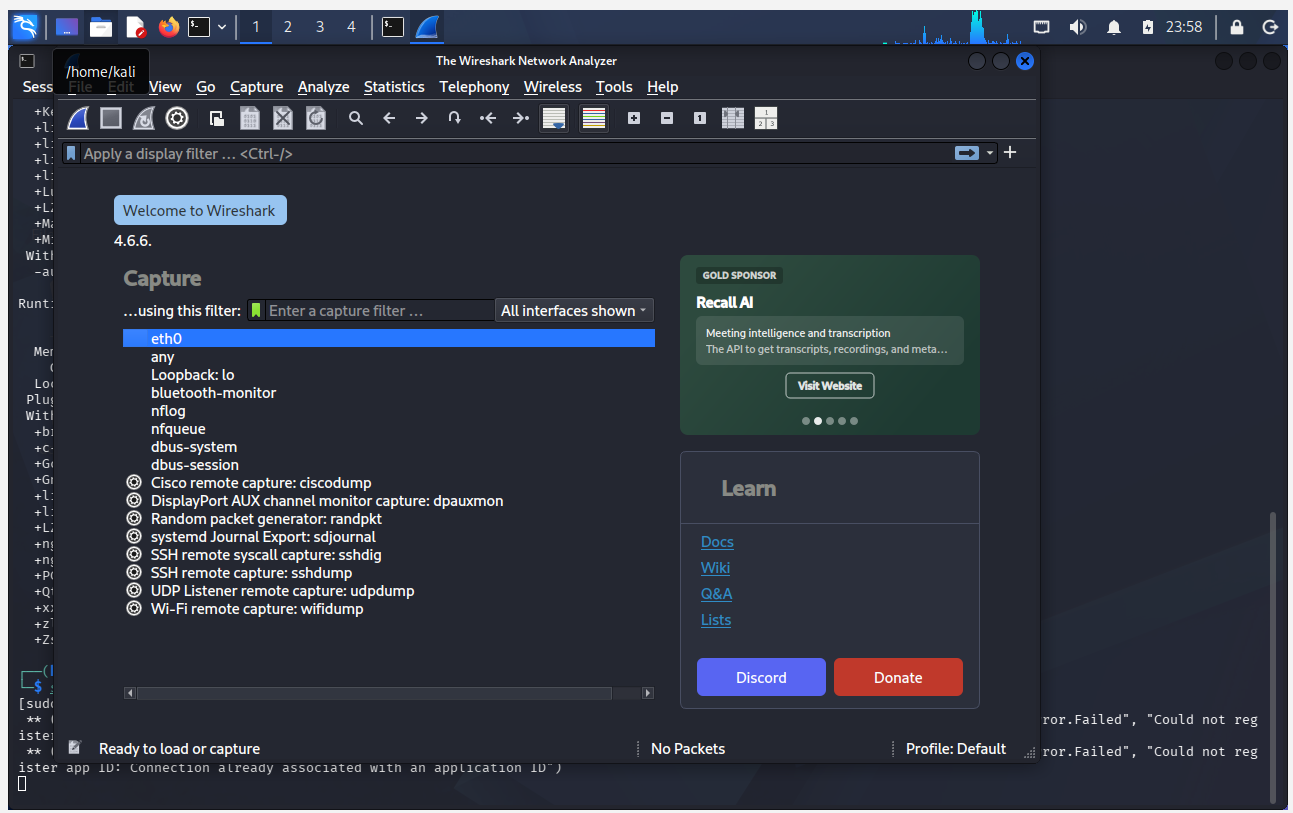 1 2 3 4
23:58
/home/kali
The Wireshark Network Analyzer
Sess
File Edit View Go Capture Analyze Statistics Telephony Wireless Tools Help
Apply a display filter … <Ctrl-/>
Welcome to Wireshark
4.6.6.
Capture
…using this filter: Enter a capture filter … All interfaces shown
eth0
any
Loopback: lo
bluetooth-monitor
nflog
nfqueue
dbus-system
dbus-session
Cisco remote capture: ciscodump
DisplayPort AUX channel monitor capture: dpauxmon
Random packet generator: randpkt
systemd Journal Export: sdjournal
SSH remote syscall capture: sshdig
SSH remote capture: sshdump
UDP Listener remote capture: udpdump
Wi-Fi remote capture: wifidump
GOLD SPONSOR
Recall AI
Meeting intelligence and transcription
The API to get transcripts, recordings, and meta…
Visit Website
Learn
Docs
Wiki
Q&A
Lists
Discord Donate
Ready to load or capture No Packets Profile: Default
Runti
[sudo
** ( ror.Failed", "Could not reg
ister
** ( ror.Failed", "Could not reg
ister app ID: Connection already associated with an application ID")